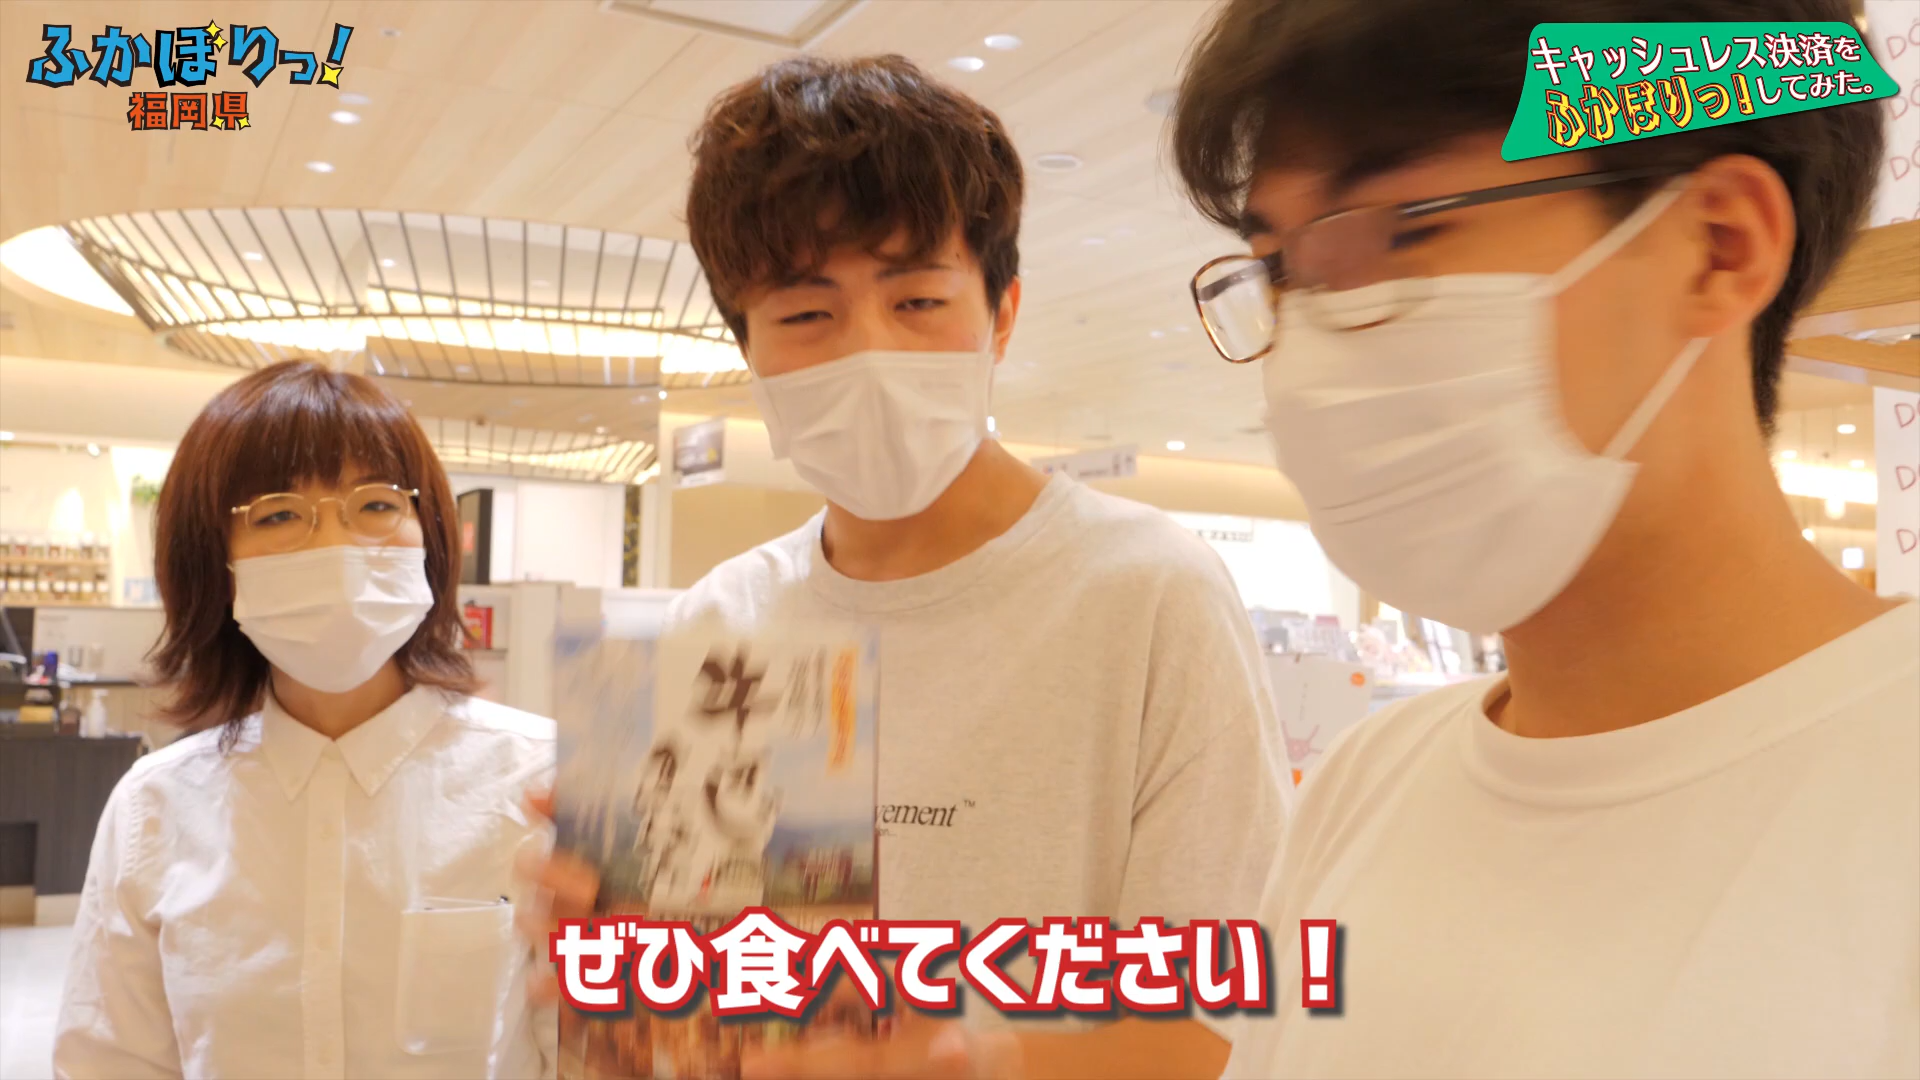 ふかぼりっ!
福岡県
キャッシュレス決済を
ふかぼりっ!してみた。
vement™
ぜひ食べてください!